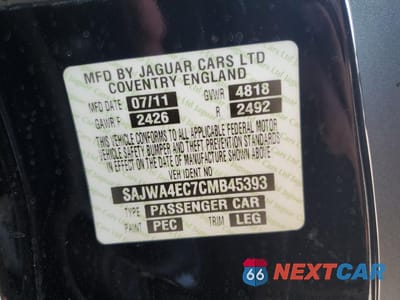 MFD BY JAGUAR CARS LTD
COVENTRY ENGLAND
MFD DATE: 07/11 GVWR 4818
GAWR F 2426 R 2492
THIS VEHICLE CONFORMS TO ALL APPLICABLE FEDERAL MOTOR
VEHICLE SAFETY BUMPER AND THEFT PREVENTION STANDARDS
IN EFFECT ON THE DATE OF MANUFACTURE SHOWN ABOVE
VEHICLE IDENT NO:
SAJWA4EC7CMB45393
TYPE PASSENGER CAR
PAINT PEC TRIM LEG
66 NEXTCAR